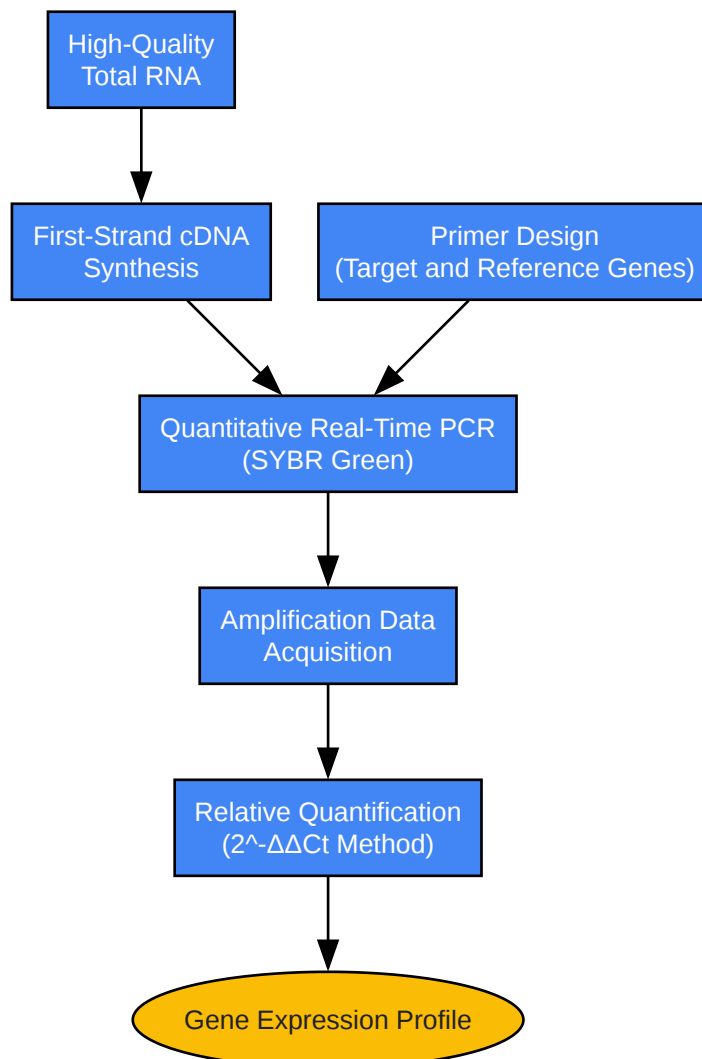 High-Quality
Total RNA
First-Strand cDNA
Synthesis
Primer Design
(Target and Reference Genes)
Quantitative Real-Time PCR
(SYBR Green)
Amplification Data
Acquisition
Relative Quantification
(2^-ΔΔCt Method)
Gene Expression Profile